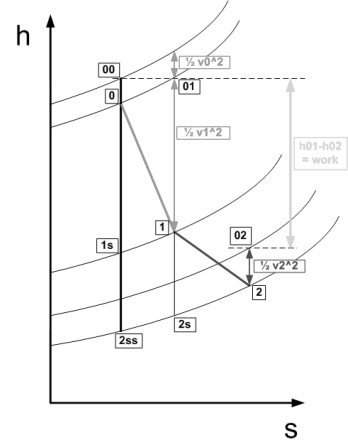 h
00
½ v0^2
0
01
½ v1^2
h01-h02
= work
1
02
1s
½ v2^2
2
2s
2ss
s